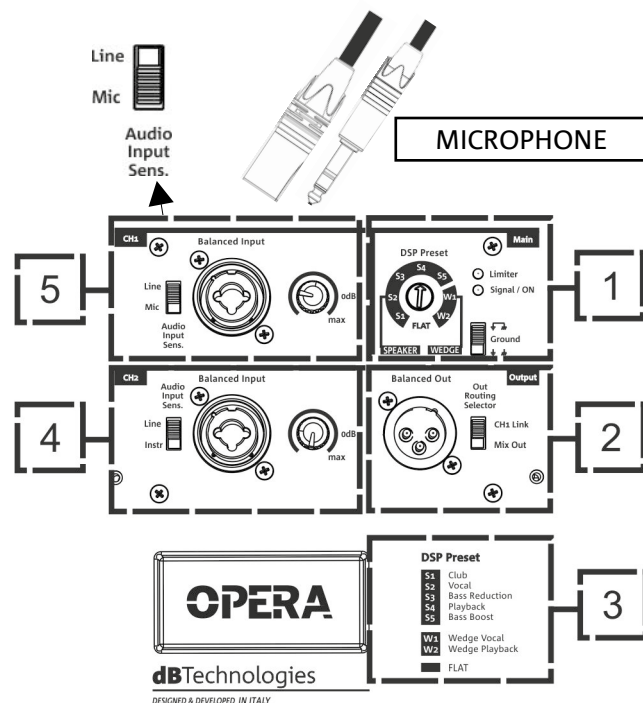 Line
Mic
Audio
Input
Sens.
MICROPHONE
CH1
Balanced Input
Line
Mic
Audio
Input
Sens.
0dB
max
5
Main
DSP Preset
S1
S2
S3
S4
S5
W1
W2
FLAT
SPEAKER
WEDGE
Limiter
Signal / ON
Ground
1
CH2
Audio
Input
Sens.
Balanced Input
Line
Instr
0dB
max
4
Balanced Out
Output
Out
Routing
Selector
CH1 Link
Mix Out
2
OPERA
dBTechnologies
DESIGNED & DEVELOPED IN ITALY
DSP Preset
S1 Club
S2 Vocal
S3 Bass Reduction
S4 Playback
S5 Bass Boost
W1 Wedge Vocal
W2 Wedge Playback
FLAT
3